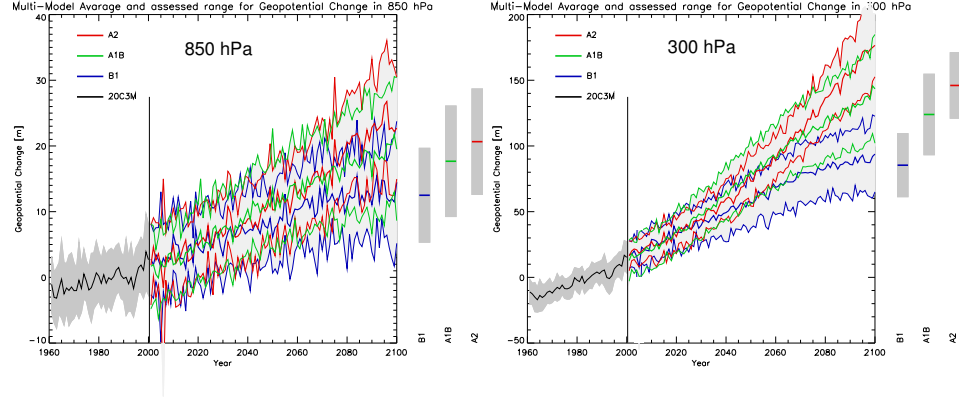 Multi-Model Avarage and assessed range for Geopotential Change in 850 hPa
850 hPa
A2
A1B
B1
20C3M
Geopotential Change [m]
40
30
20
10
0
-10
1960
1980
2000
2020
2040
2060
2080
2100
Year
B1
A1B
A2
Multi-Model Avarage and assessed range for Geopotential Change in 300 hPa
300 hPa
A2
A1B
B1
20C3M
Geopotential Change [m]
200
150
100
50
0
-50
1960
1980
2000
2020
2040
2060
2080
2100
Year
B1
A1B
A2